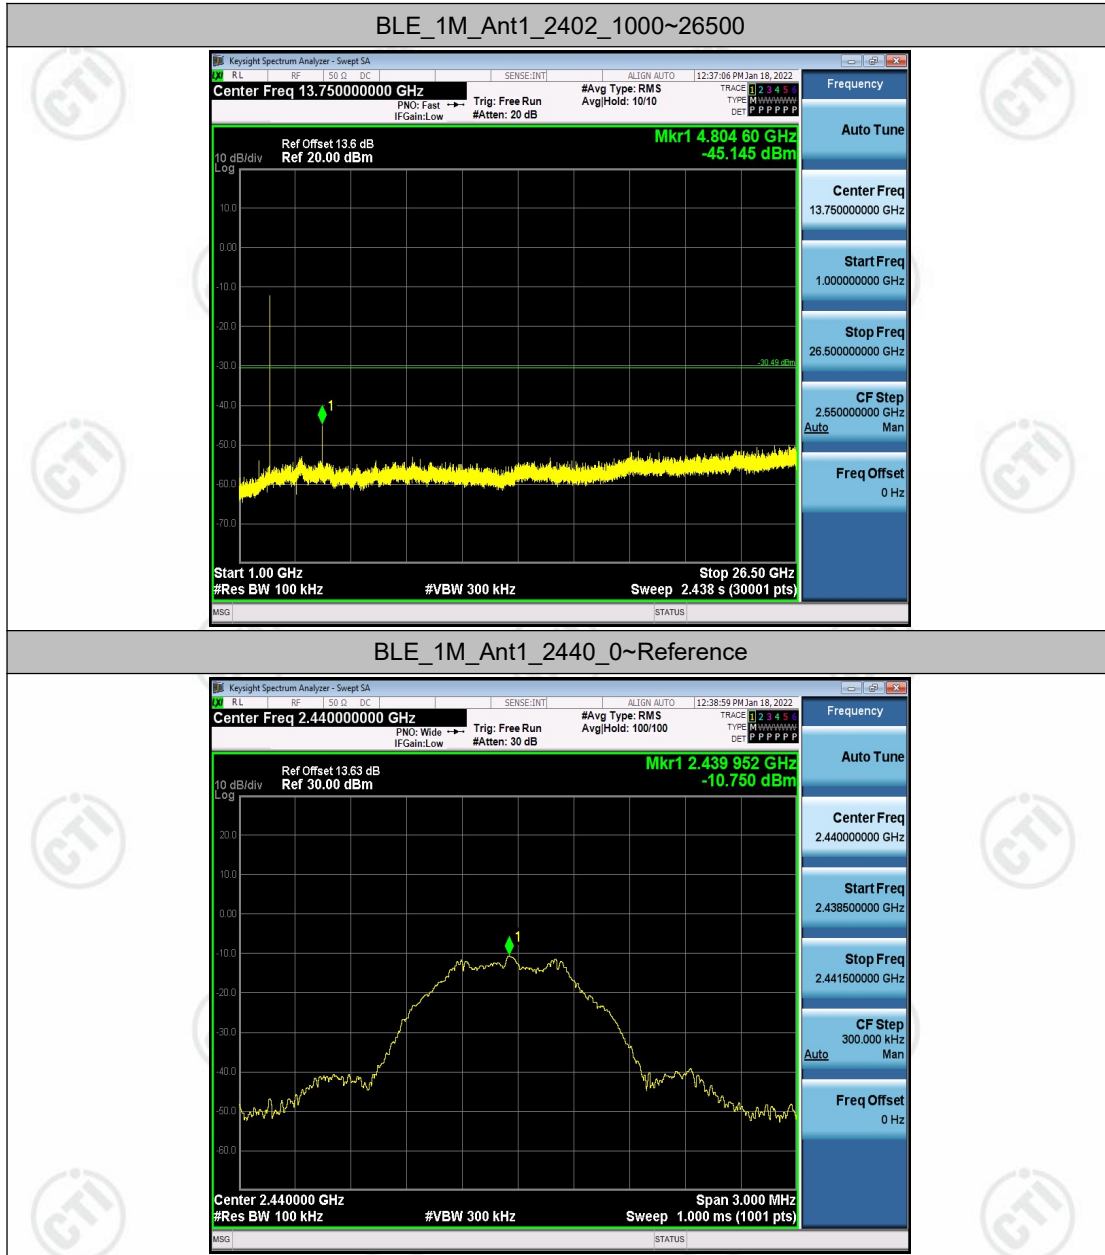 BLE_1M_Ant1_2402_1000~26500
Keysight Spectrum Analyzer - Swept SA
LXI RL RF 50 Ω DC SENSE:INT ALIGN AUTO 12:37:06 PM Jan 18, 2022
Center Freq 13.750000000 GHz
PNO: Fast
IFGain:Low
Trig: Free Run
#Atten: 20 dB
#Avg Type: RMS
Avg|Hold: 10/10
TRACE 1 2 3 4 5 6
TYPE M WWWWW
DET P P P P P P
Frequency
Mkr1 4.804 60 GHz
-45.145 dBm
Ref Offset 13.6 dB
10 dB/div Ref 20.00 dBm
Log
10.0
0.00
-10.0
-20.0
-30.0
-40.0
-50.0
-60.0
-70.0
-30.49 dBm
1
Start 1.00 GHz Stop 26.50 GHz
#Res BW 100 kHz #VBW 300 kHz Sweep 2.438 s (30001 pts)
MSG STATUS
Auto Tune
Center Freq
13.750000000 GHz
Start Freq
1.000000000 GHz
Stop Freq
26.500000000 GHz
CF Step
2.550000000 GHz
Auto Man
Freq Offset
0 Hz
BLE_1M_Ant1_2440_0~Reference
Keysight Spectrum Analyzer - Swept SA
LXI RL RF 50 Ω DC SENSE:INT ALIGN AUTO 12:38:59 PM Jan 18, 2022
Center Freq 2.440000000 GHz
PNO: Wide
IFGain:Low
Trig: Free Run
#Atten: 30 dB
#Avg Type: RMS
Avg|Hold: 100/100
TRACE 1 2 3 4 5 6
TYPE M WWWWW
DET P P P P P P
Frequency
Mkr1 2.439 952 GHz
-10.750 dBm
Ref Offset 13.63 dB
10 dB/div Ref 30.00 dBm
Log
20.0
10.0
0.00
-10.0
-20.0
-30.0
-40.0
-50.0
-60.0
1
Center 2.440000 GHz Span 3.000 MHz
#Res BW 100 kHz #VBW 300 kHz Sweep 1.000 ms (1001 pts)
MSG STATUS
Auto Tune
Center Freq
2.440000000 GHz
Start Freq
2.438500000 GHz
Stop Freq
2.441500000 GHz
CF Step
300.000 kHz
Auto Man
Freq Offset
0 Hz
CTI
CTI
CTI
CTI
CTI
CTI
CTI
CTI